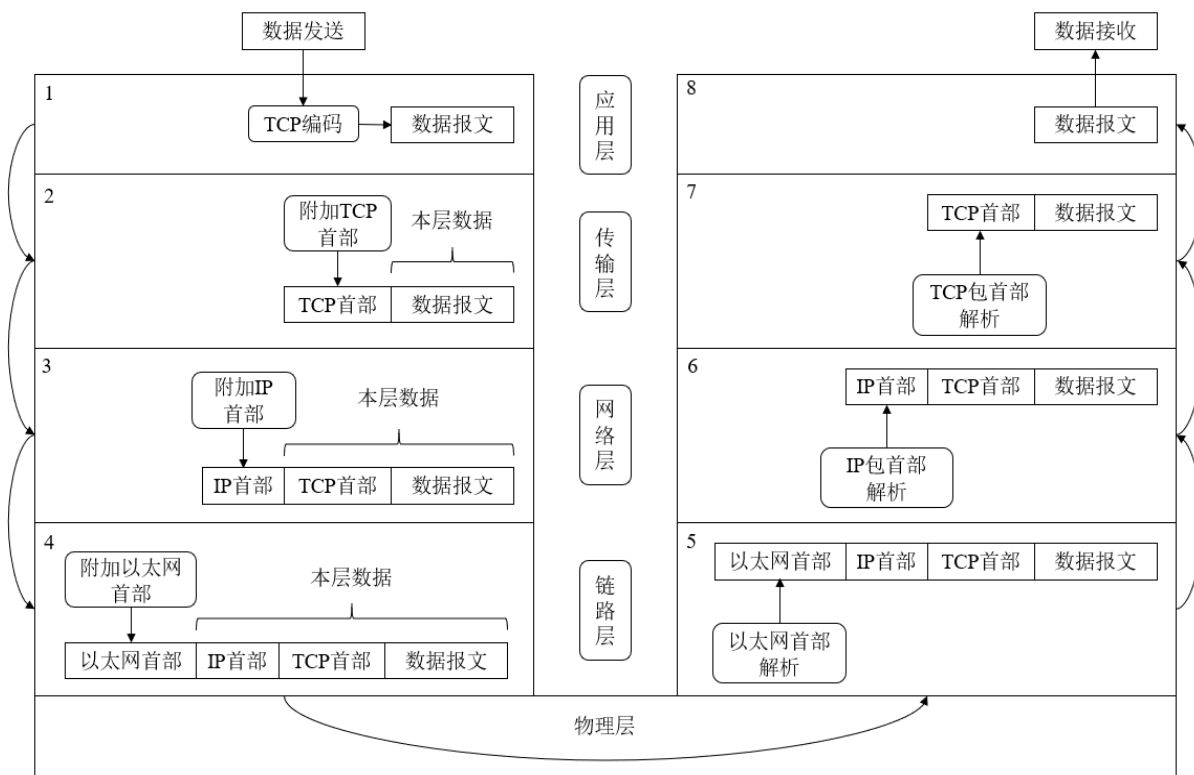 数据发送
数据接收
1
TCP编码
数据报文
应
用
层
8
数据报文
2
附加TCP
首部
本层数据
TCP首部
数据报文
传
输
层
7
TCP首部
数据报文
TCP包首部
解析
3
附加IP
首部
本层数据
IP首部
TCP首部
数据报文
网
络
层
6
IP首部
TCP首部
数据报文
IP包首部
解析
4
附加以太网
首部
本层数据
以太网首部
IP首部
TCP首部
数据报文
链
路
层
5
以太网首部
IP首部
TCP首部
数据报文
以太网首部
解析
物理层